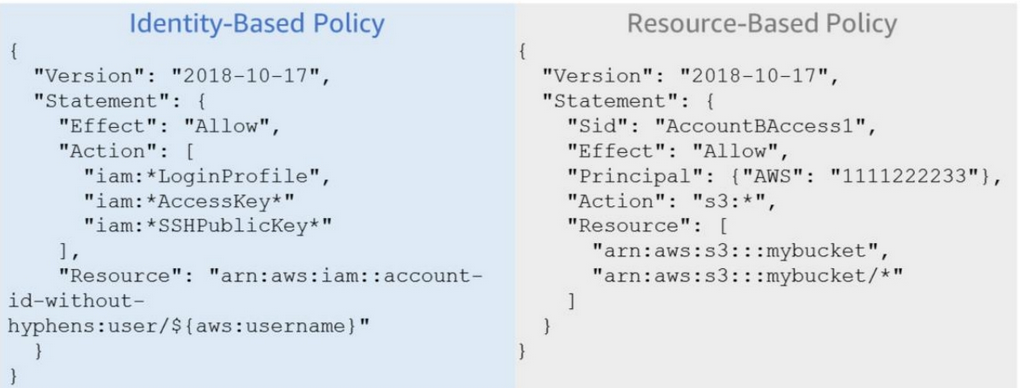 Identity-Based Policy
{
  "Version": "2018-10-17",
  "Statement": {
    "Effect": "Allow",
    "Action": [
      "iam:*LoginProfile",
      "iam:*AccessKey*"
      "iam:*SSHPublicKey*"
    ],
    "Resource": "arn:aws:iam::account-
id-without-
hyphens:user/${aws:username}"
  }
}
Resource-Based Policy
{
  "Version": "2018-10-17",
  "Statement": {
    "Sid": "AccountBAccess1",
    "Effect": "Allow",
    "Principal": {"AWS": "1111222233"},
    "Action": "s3:*",
    "Resource": [
      "arn:aws:s3:::mybucket",
      "arn:aws:s3:::mybucket/*"
    ]
  }
}